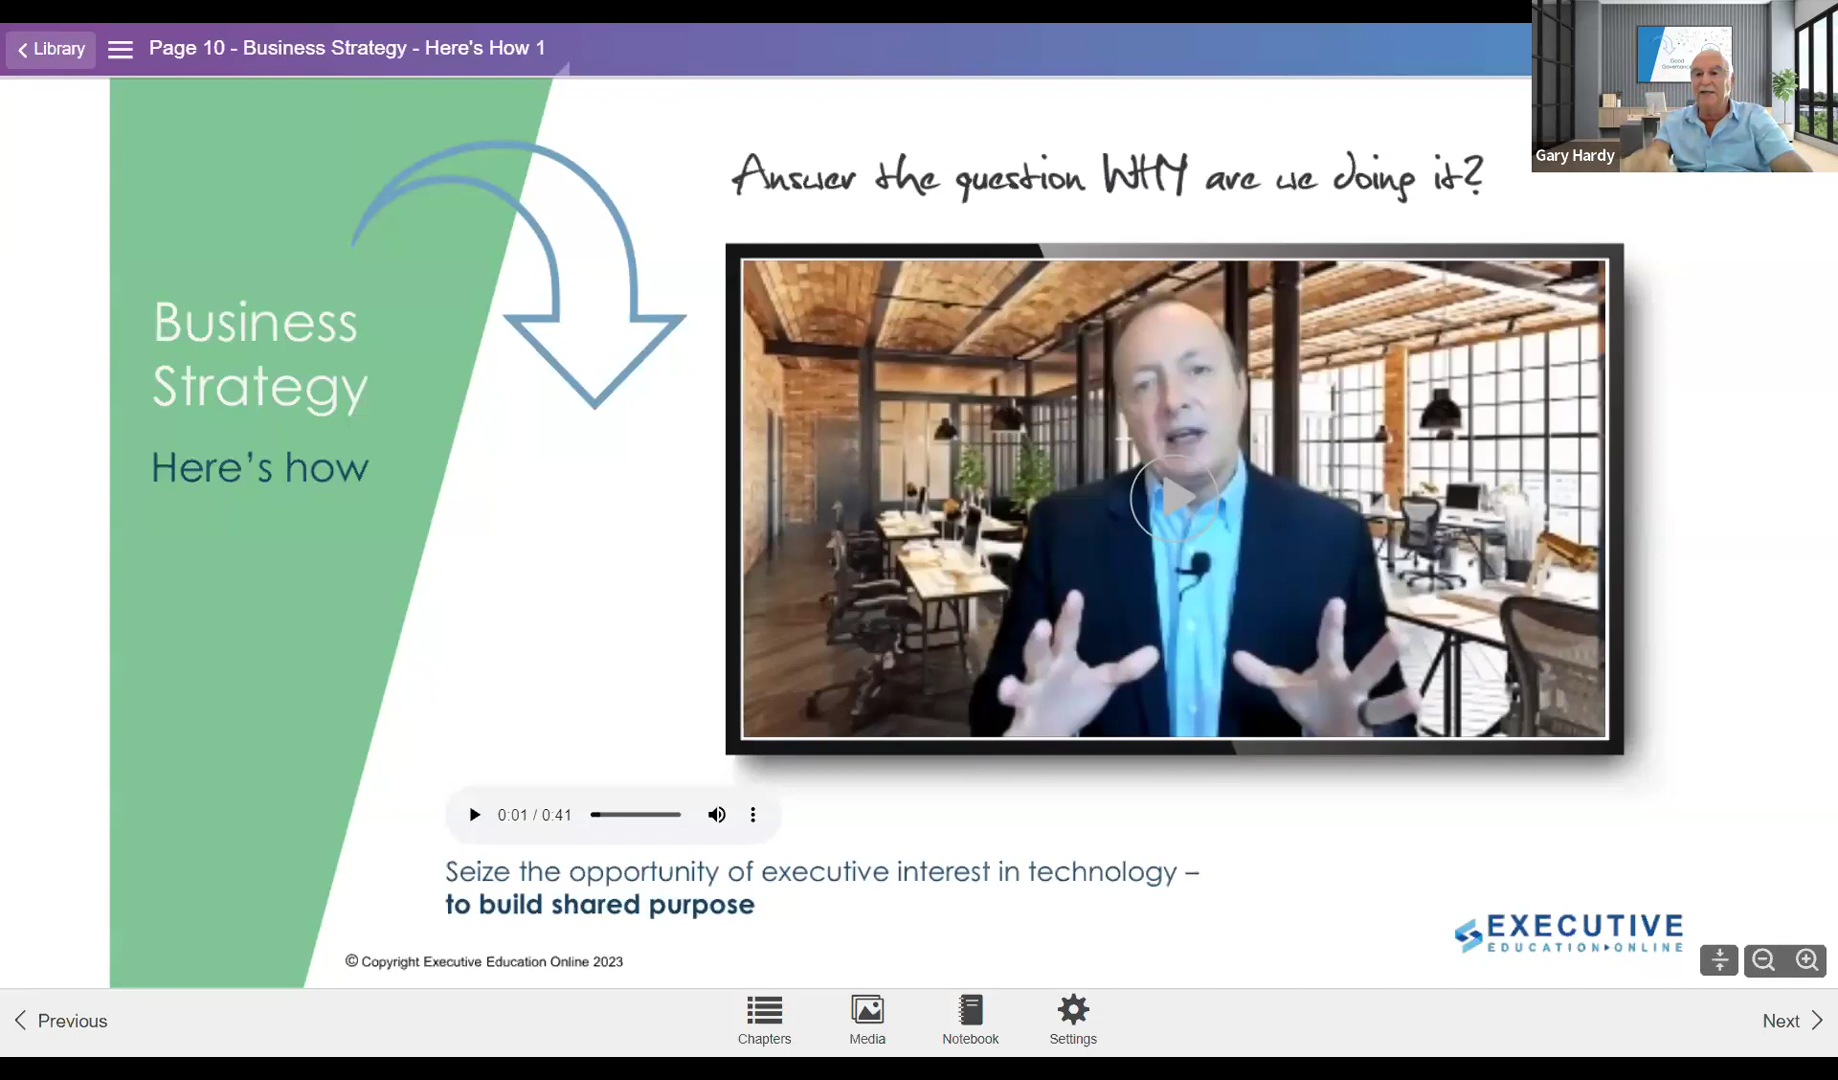 Library
Page 10 - Business Strategy - Here's How 1
Good
Governance
Gary Hardy
Answer the question WHY are we doing it?
Business
Strategy
Here’s how
0:01 / 0:41
Seize the opportunity of executive interest in technology –
to build shared purpose
EXECUTIVE
EDUCATION ONLINE
© Copyright Executive Education Online 2023
Previous
Chapters
Media
Notebook
Settings
Next